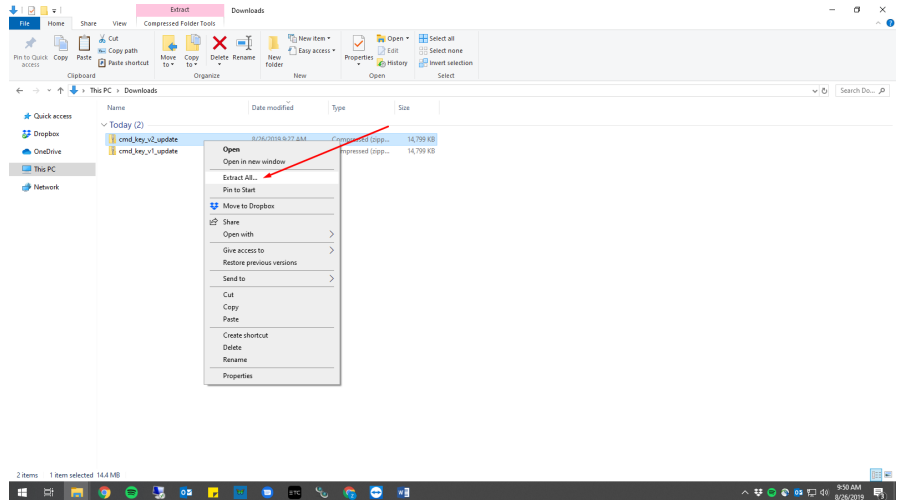 Extract
Downloads
File Home Share View Compressed Folder Tools
Pin to Quick access
Copy
Paste
Cut
Copy path
Paste shortcut
Clipboard
Move to
Copy to
Delete
Rename
Organize
New folder
New item
Easy access
New
Properties
Open
Edit
History
Open
Select all
Select none
Invert selection
Select
This PC › Downloads
Search Do...
Name Date modified Type Size
Quick access
Dropbox
OneDrive
This PC
Network
Today (2)
cmd_key_v2_update 8/26/2019 9:27 AM Compressed (zipp... 14,799 KB
cmd_key_v1_update mpressed (zipp... 14,799 KB
Open
Open in new window
Extract All...
Pin to Start
Move to Dropbox
Share
Open with
Give access to
Restore previous versions
Send to
Cut
Copy
Paste
Create shortcut
Delete
Rename
Properties
2 items 1 item selected 14.4 MB
ETC
9:50 AM
8/26/2019